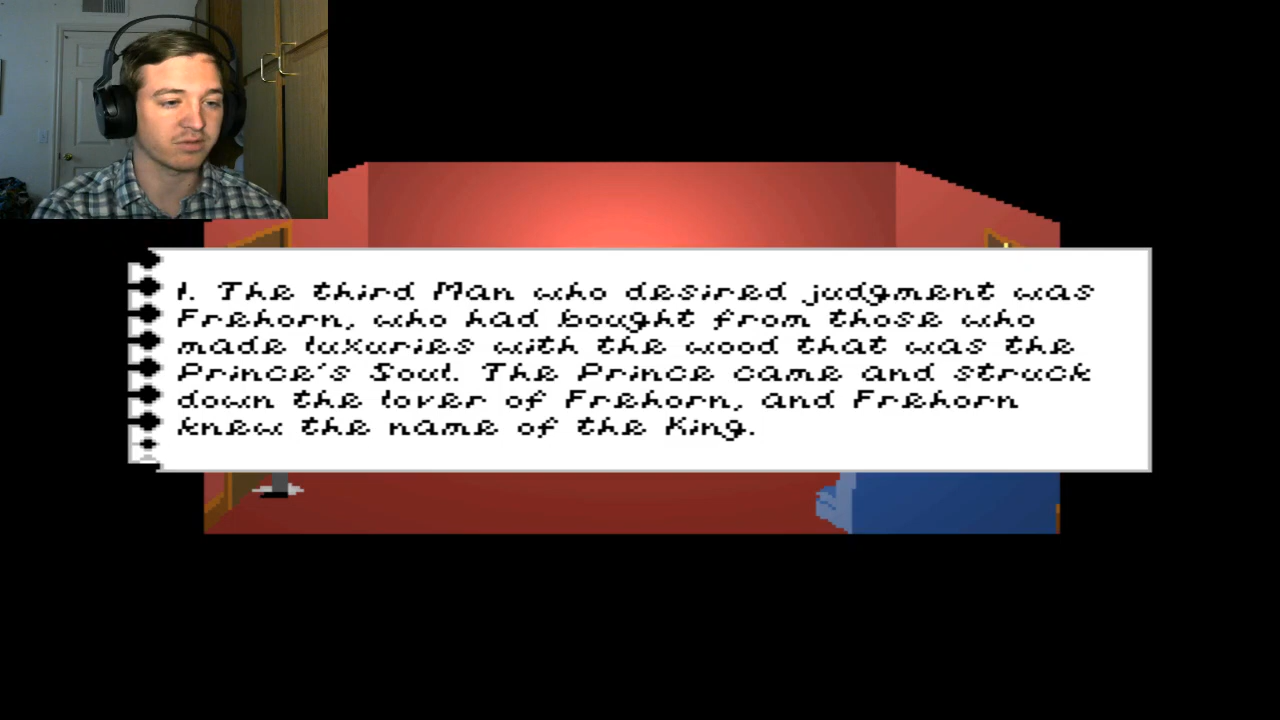 1. The third Man who desired judgment was
Frehorn, who had bought from those who
made luxuries with the wood that was the
Prince's Soul. The Prince came and struck
down the lover of Frehorn, and Frehorn
knew the name of the King.